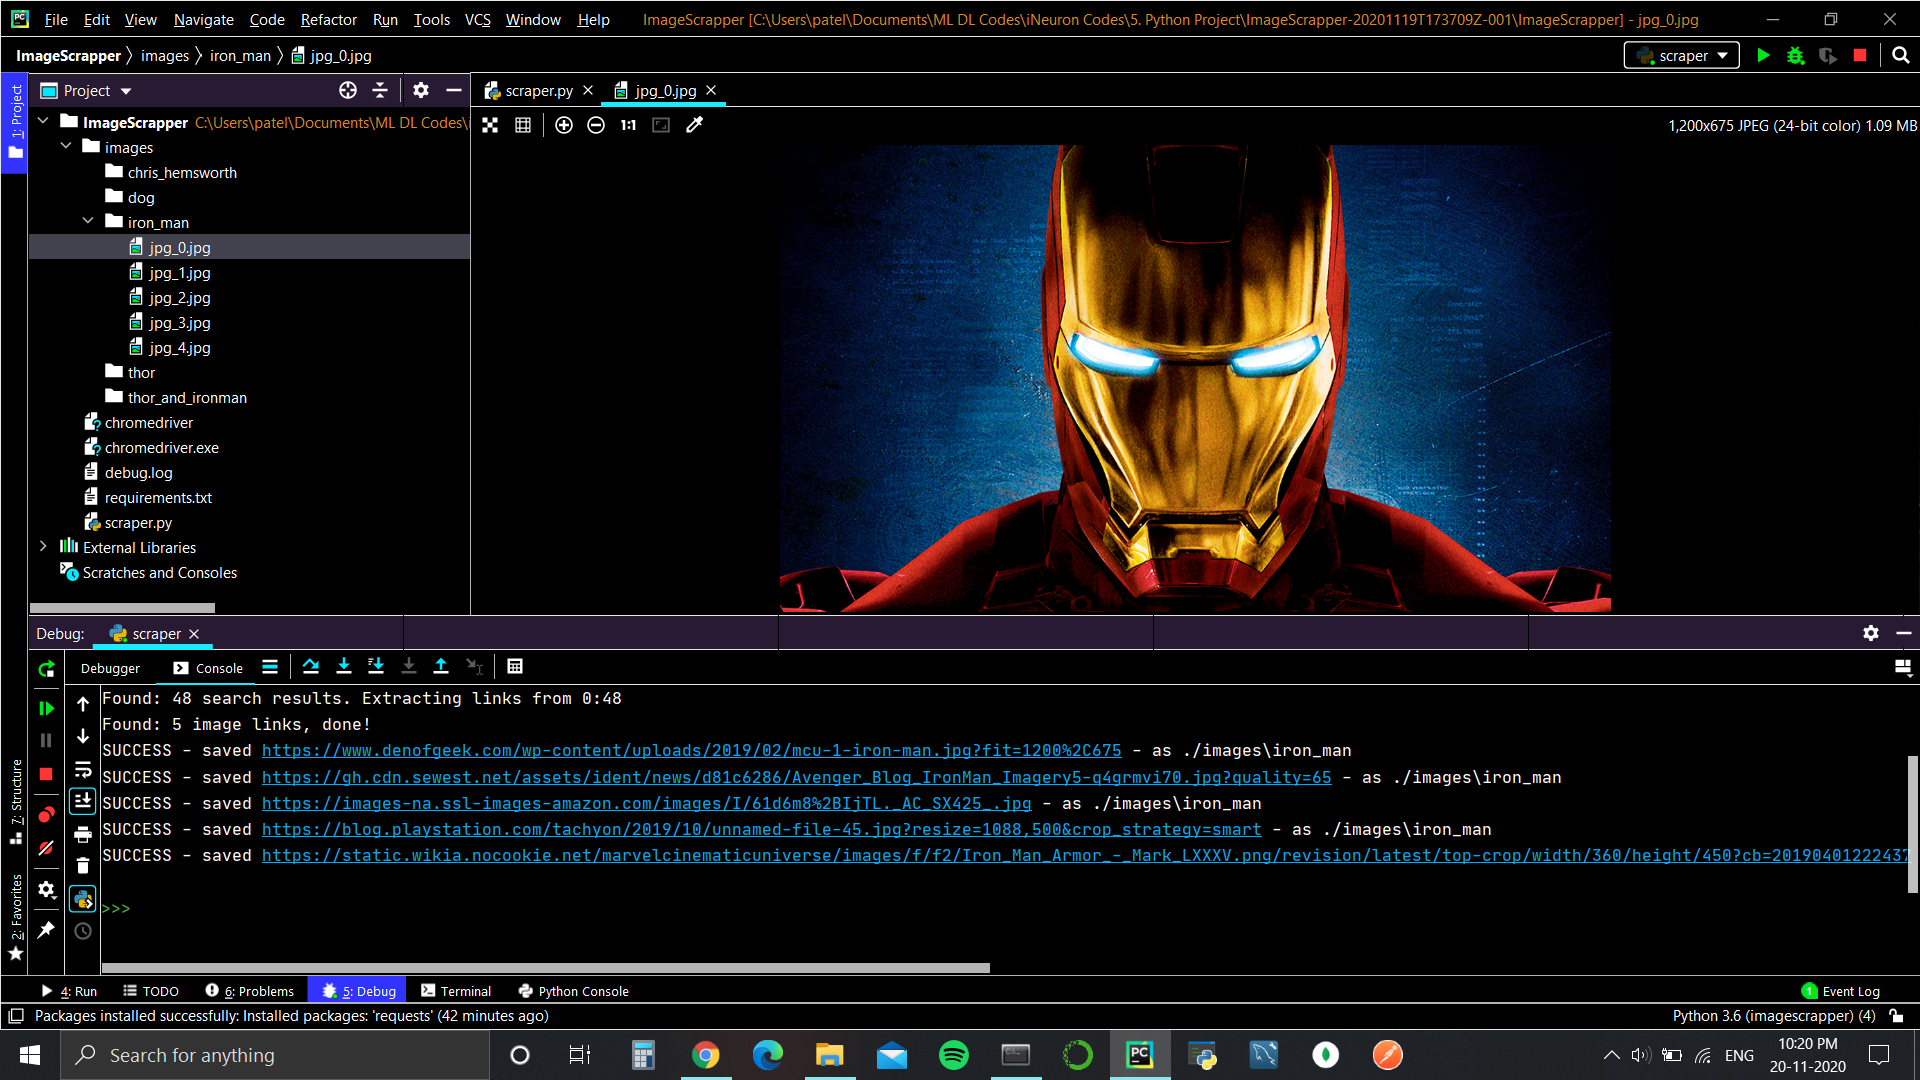 File Edit View Navigate Code Refactor Run Tools VCS Window Help ImageScrapper [C:\Users\patel\Documents\ML DL Codes\iNeuron Codes\5. Python Project\ImageScrapper-20201119T173709Z-001\ImageScrapper] - jpg_0.jpg
ImageScrapper images iron_man jpg_0.jpg scraper
1: Project
Project
scraper.py jpg_0.jpg
1:1 1,200x675 JPEG (24-bit color) 1.09 MB
ImageScrapper C:\Users\patel\Documents\ML DL Codes\
images
chris_hemsworth
dog
iron_man
jpg_0.jpg
jpg_1.jpg
jpg_2.jpg
jpg_3.jpg
jpg_4.jpg
thor
thor_and_ironman
chromedriver
chromedriver.exe
debug.log
requirements.txt
scraper.py
External Libraries
Scratches and Consoles
Debug: scraper
Debugger Console
Found: 48 search results. Extracting links from 0:48
Found: 5 image links, done!
SUCCESS - saved https://www.denofgeek.com/wp-content/uploads/2019/02/mcu-1-iron-man.jpg?fit=1200%2C675 - as ./images\iron_man
SUCCESS - saved https://gh.cdn.sewest.net/assets/ident/news/d81c6286/Avenger_Blog_IronMan_Imagery5-q4grmvi70.jpg?quality=65 - as ./images\iron_man
SUCCESS - saved https://images-na.ssl-images-amazon.com/images/I/61d6m8%2BIjTL._AC_SX425_.jpg - as ./images\iron_man
SUCCESS - saved https://blog.playstation.com/tachyon/2019/10/unnamed-file-45.jpg?resize=1088,500&crop_strategy=smart - as ./images\iron_man
SUCCESS - saved https://static.wikia.nocookie.net/marvelcinematicuniverse/images/f/f2/Iron_Man_Armor_-_Mark_LXXXV.png/revision/latest/top-crop/width/360/height/450?cb=20190401222437
>>>
7: Structure
2: Favorites
4: Run TODO 6: Problems 5: Debug Terminal Python Console 1 Event Log
Packages installed successfully: Installed packages: 'requests' (42 minutes ago) Python 3.6 (imagescrapper) (4)
Search for anything
ENG
10:20 PM
20-11-2020